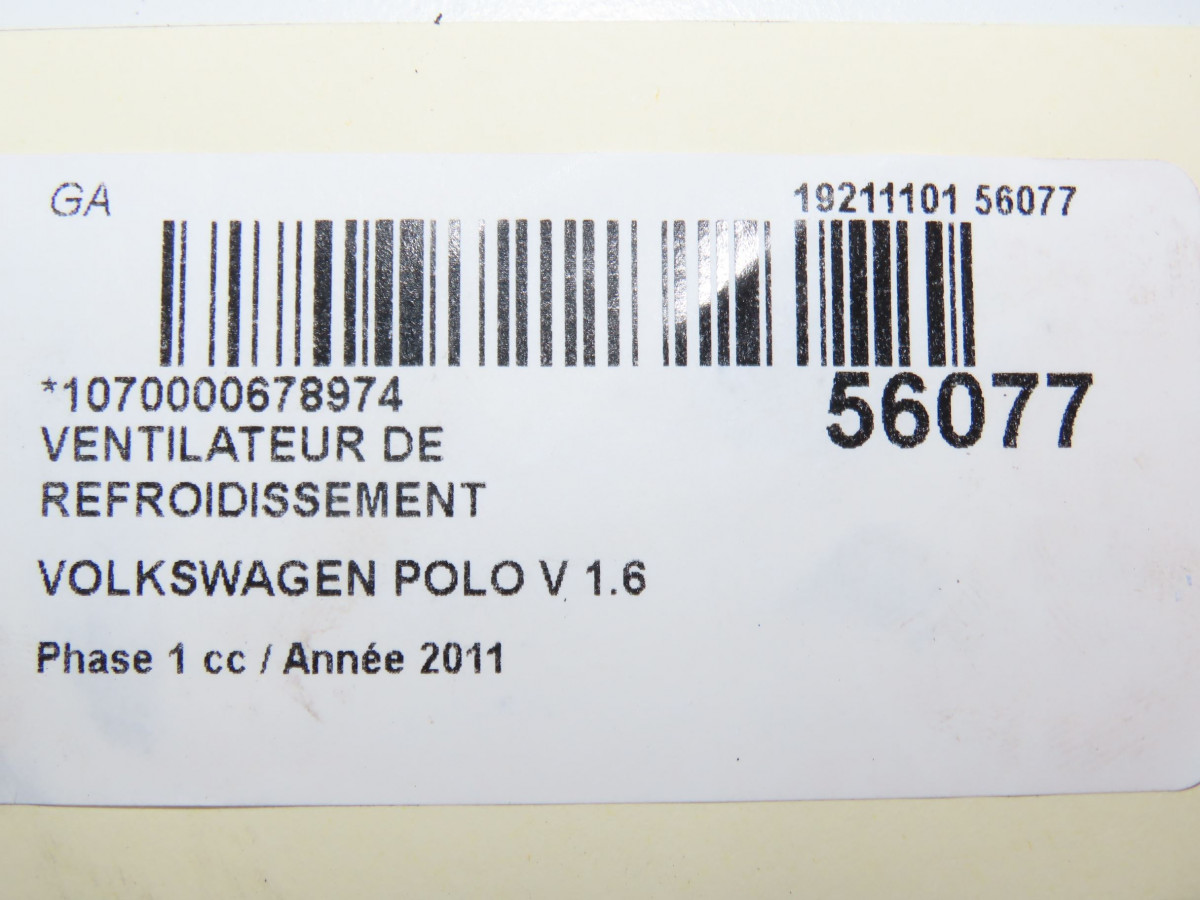 GA 19211101 56077
*1070000678974
56077
VENTILATEUR DE
REFROIDISSEMENT
VOLKSWAGEN POLO V 1.6
Phase 1 cc / Année 2011